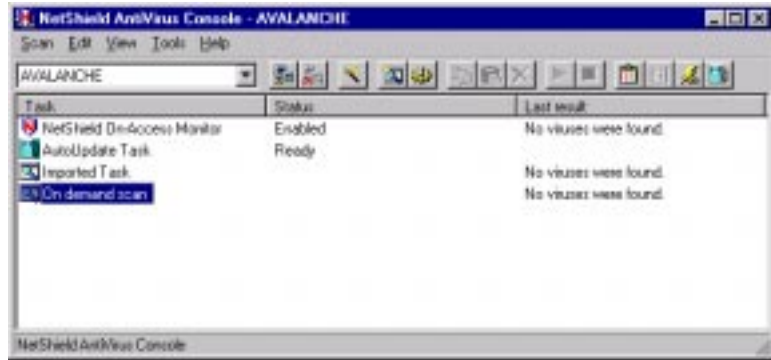 NetShield AntiVirus Console - AVALANCHE
Scan Edit View Tools Help
AVALANCHE
Task Status Last result
NetShield On-Access Monitor Enabled No viruses were found.
AutoUpdate Task Ready
Imported Task No viruses were found.
On demand scan No viruses were found.
NetShield AntiVirus Console